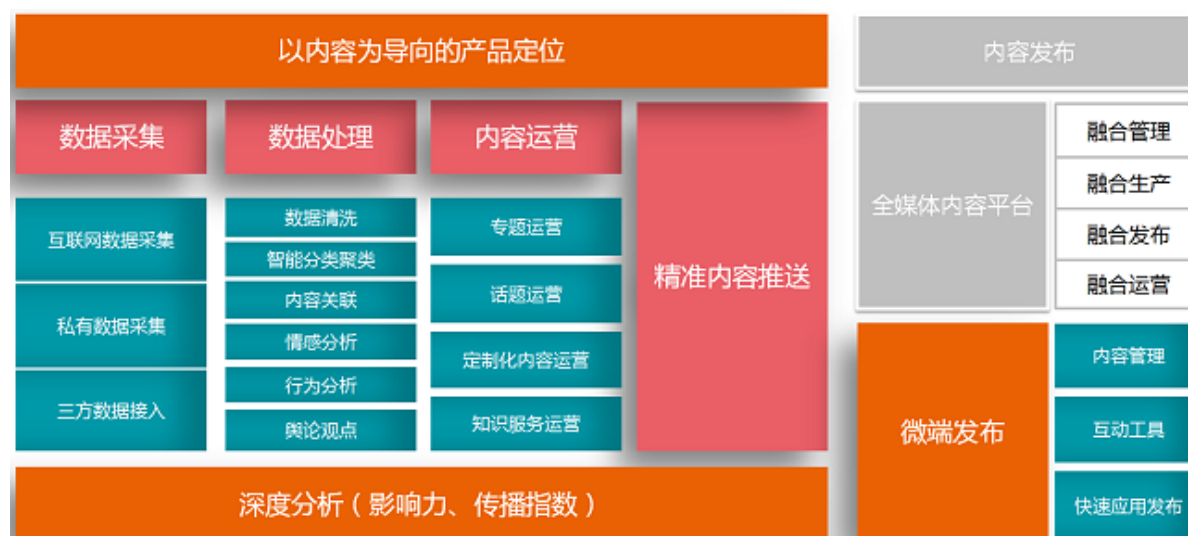 以内容为导向的产品定位
数据采集
互联网数据采集
私有数据采集
三方数据接入
数据处理
数据清洗
智能分类聚类
内容关联
情感分析
行为分析
舆论观点
内容运营
专题运营
话题运营
定制化内容运营
知识服务运营
精准内容推送
深度分析（影响力、传播指数）
内容发布
全媒体内容平台
融合管理
融合生产
融合发布
融合运营
微端发布
内容管理
互动工具
快速应用发布